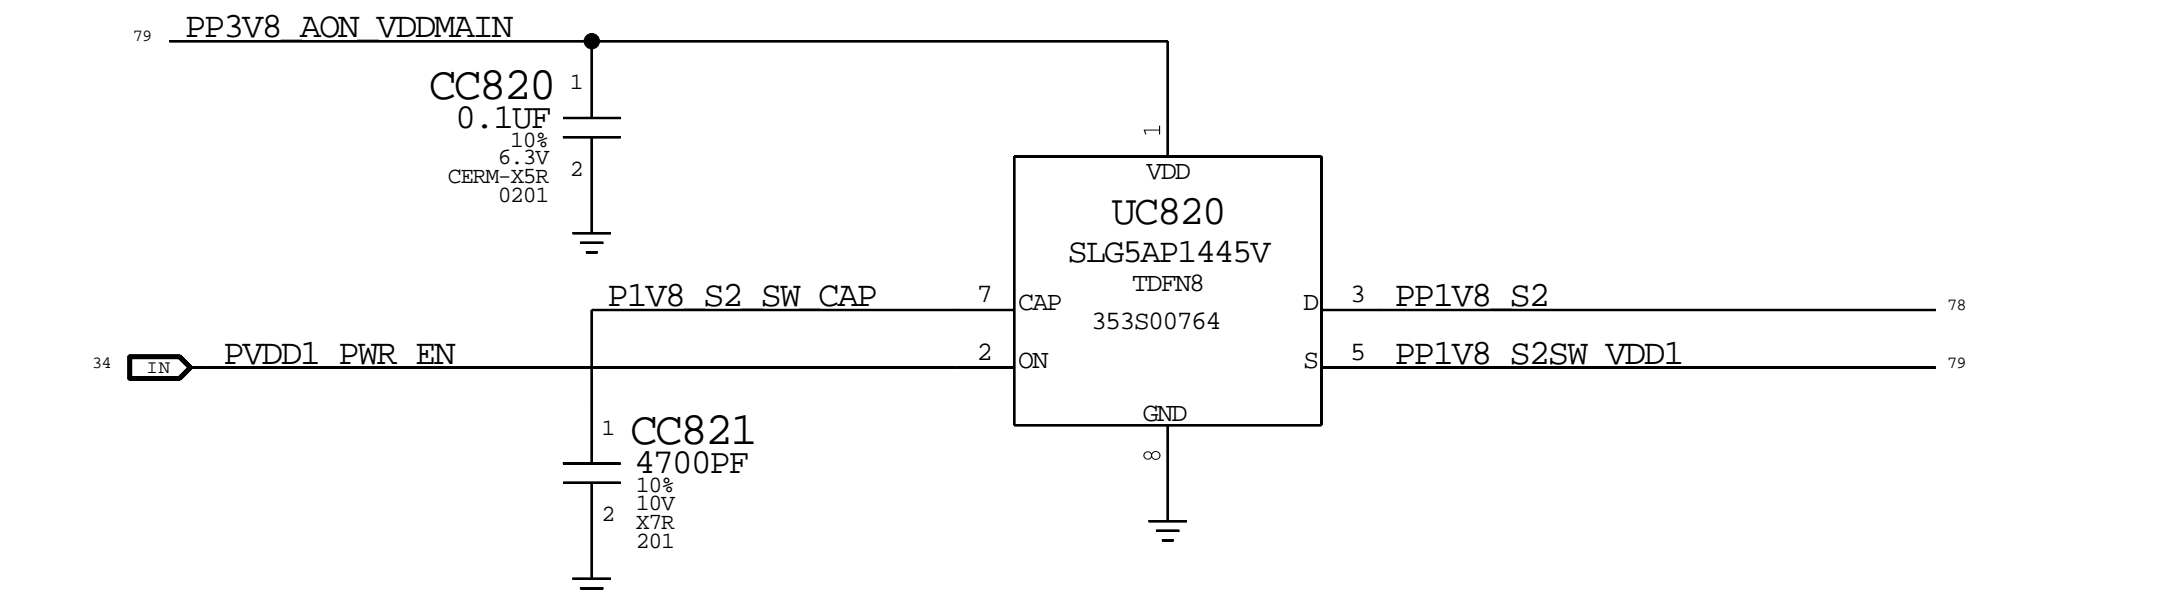 79 PP3V8_AON_VDDMAIN
CC820 1
0.1UF
10%
6.3V
CERM-X5R 2
0201
1
VDD
UC820
SLG5AP1445V
TDFN8
353S00764
P1V8_S2_SW_CAP 7 CAP
D 3 PP1V8_S2 78
34 IN PVDD1_PWR_EN 2 ON
S 5 PP1V8_S2SW_VDD1 79
GND
8
1 CC821
4700PF
10%
10V
2 X7R
201